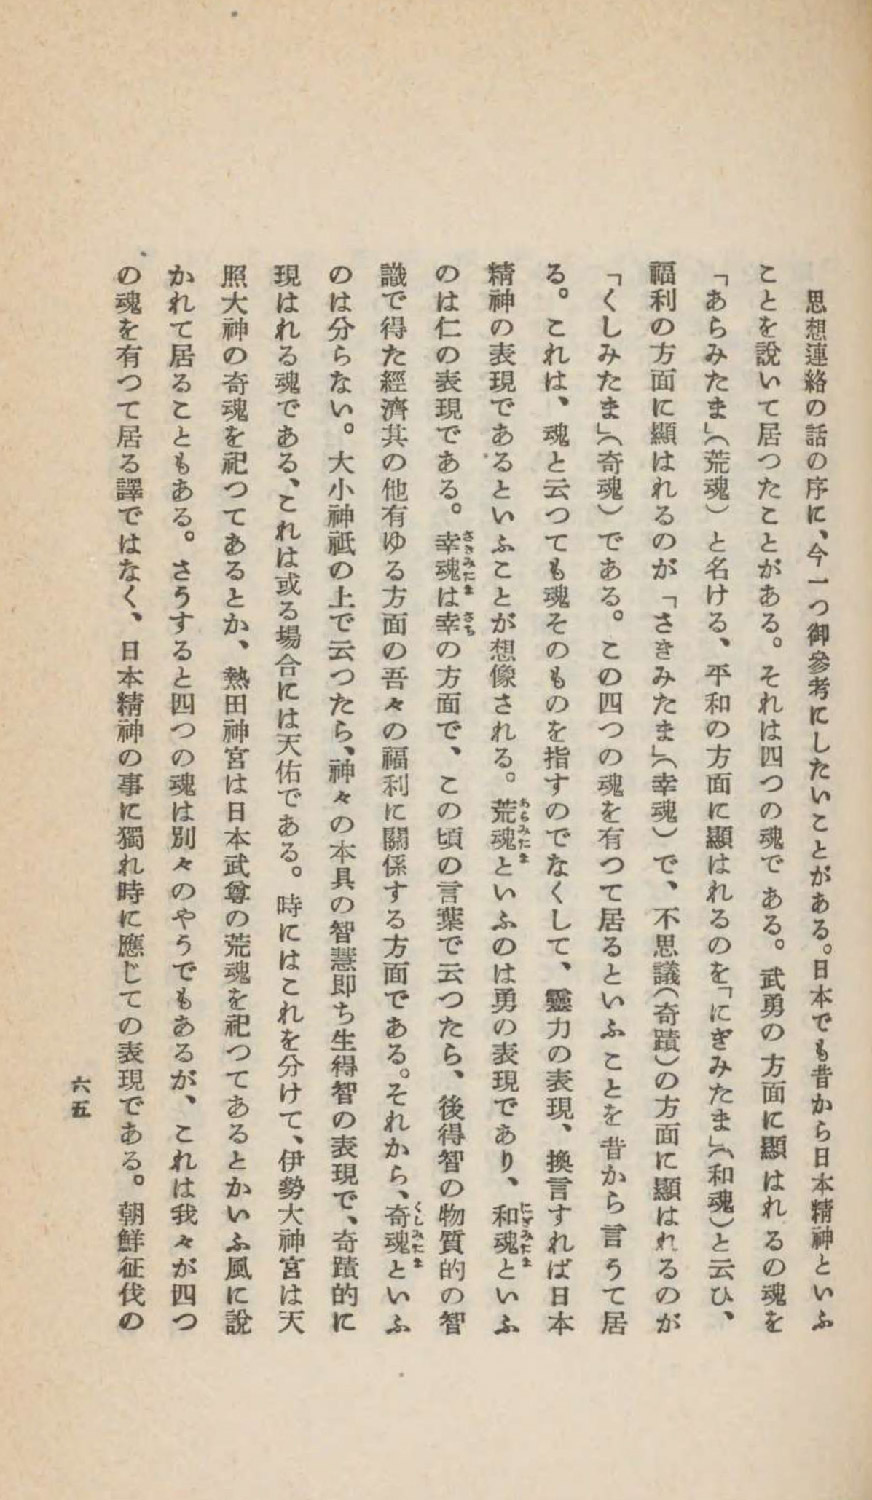 思想連絡の話の序に、今一つ御參考にしたいことがある。日本でも昔から日本精神といふ
ことを說いて居つたことがある。それは四つの魂である。武勇の方面に顯はれるの魂を
「あらみたま」（荒魂）と名ける、平和の方面に顯はれるのを「にぎみたま」（和魂）と云ひ、
福利の方面に顯はれるのが「さきみたま」（幸魂）で、不思議（奇蹟）の方面に顯はれるのが
「くしみたま」（奇魂）である。この四つの魂を有つて居るといふことを昔から言うて居
る。これは、魂と云つても魂そのものを指すのでなくして、靈力の表現、換言すれば日本
精神の表現であるといふことが想像される。荒魂といふのは勇の表現であり、和魂といふ
のは仁の表現である。幸魂は幸の方面で、この頃の言葉で云つたら、後得智の物質的の智
識で得た經濟其の他有ゆる方面の吾々の福利に關係する方面である。それから、奇魂といふ
のは分らない。大小神祇の上で云つたら、神々の本具の智慧卽ち生得智の表現で、奇蹟的に
現はれる魂である、これは或る場合には天佑である。時にはこれを分けて、伊勢大神宮は天
照大神の奇魂を祀つてあるとか、熱田神宮は日本武尊の荒魂を祀つてあるとかいふ風に說
かれて居ることもある。さうすると四つの魂は別々のやうでもあるが、これは我々が四つ
の魂を有つて居る譯ではなく、日本精神の事に獨れ時に應じての表現である。朝鮮征伐の
六五